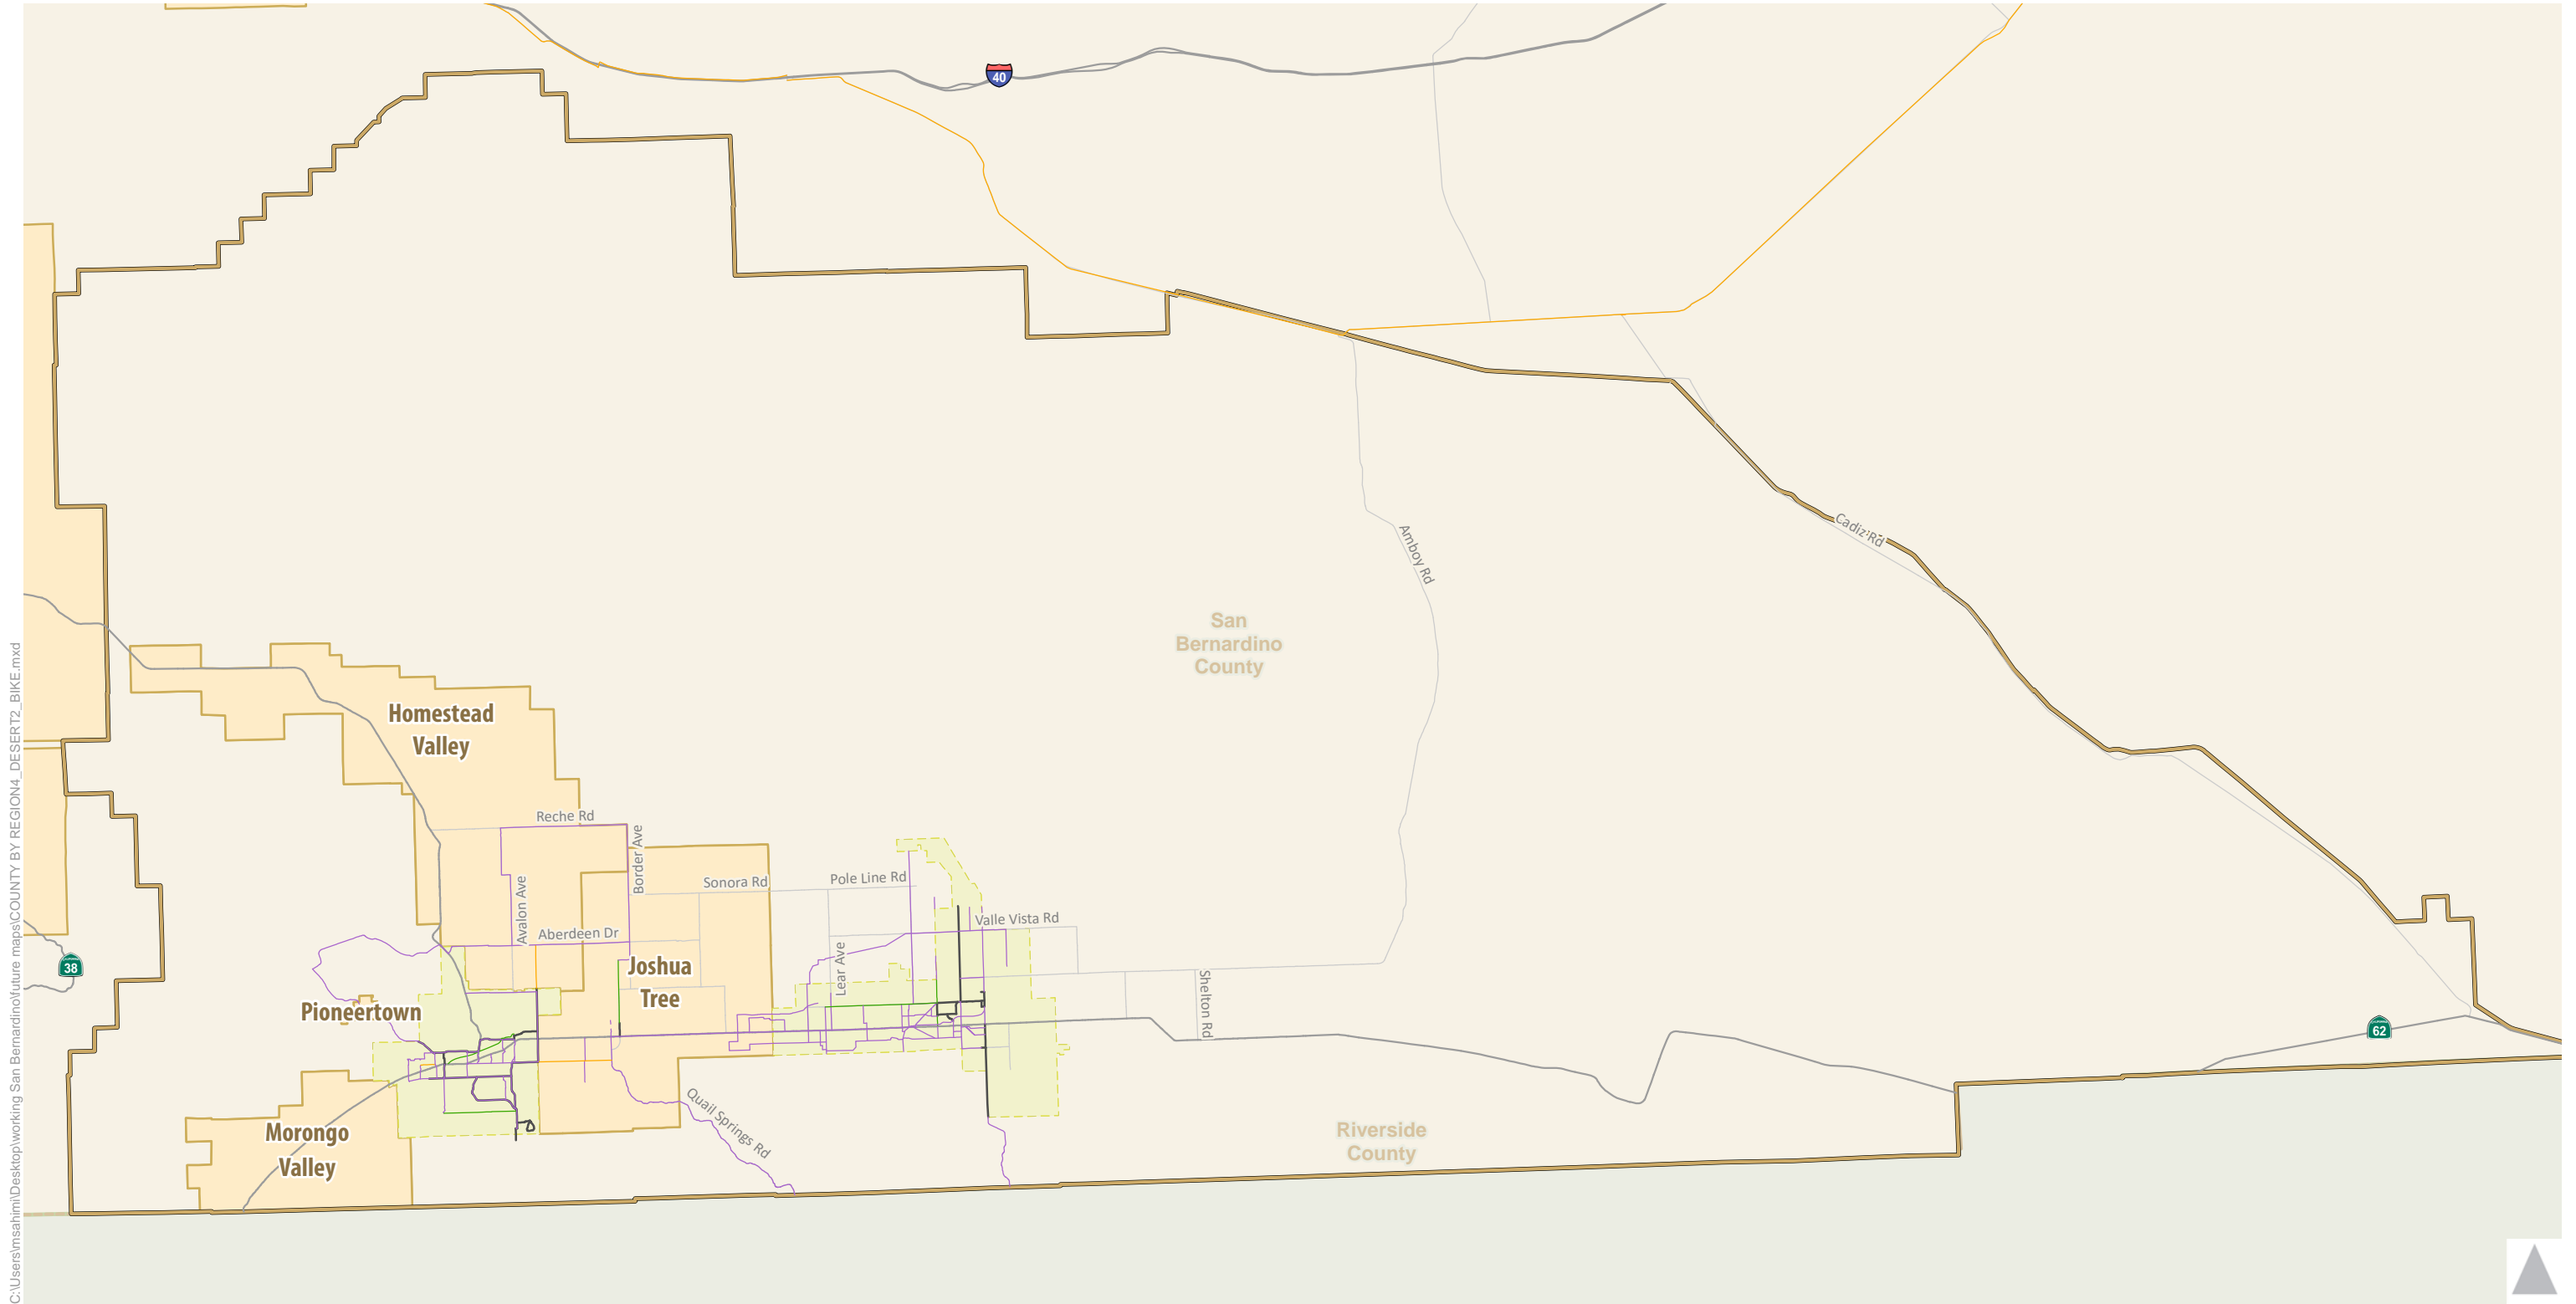 40
Cadiz Rd
Amboy Rd
San
Bernardino
County
Homestead
Valley
Reche Rd
Border Ave
Sonora Rd
Pole Line Rd
Avalon Ave
Valle Vista Rd
Aberdeen Dr
Lear Ave
38
Joshua
Tree
Shelton Rd
Pioneertown
62
Quail Springs Rd
Morongo
Valley
Riverside
County
C:\Users\msahimi\Desktop\working San Bernardino\future maps\COUNTY BY REGION4_DESERT2_BIKE.mxd